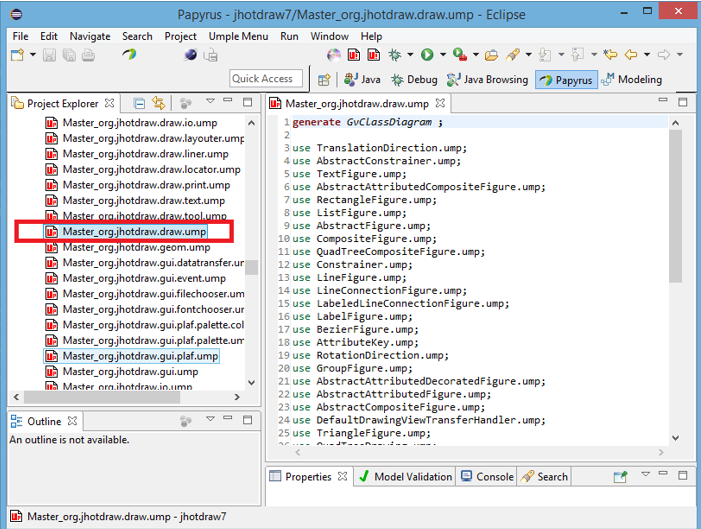 Papyrus - jhotdraw7/Master_org.jhotdraw.draw.ump - Eclipse
File Edit Navigate Search Project Umple Menu Run Window Help
Quick Access
Java Debug Java Browsing Papyrus Modeling
Project Explorer
Master_org.jhotdraw.draw.io.ump
Master_org.jhotdraw.draw.layouter.ump
Master_org.jhotdraw.draw.liner.ump
Master_org.jhotdraw.draw.locator.ump
Master_org.jhotdraw.draw.print.ump
Master_org.jhotdraw.draw.text.ump
Master_org.jhotdraw.draw.tool.ump
Master_org.jhotdraw.draw.ump
Master_org.jhotdraw.geom.ump
Master_org.jhotdraw.gui.datatransfer.ur
Master_org.jhotdraw.gui.event.ump
Master_org.jhotdraw.gui.filechooser.um
Master_org.jhotdraw.gui.fontchooser.un
Master_org.jhotdraw.gui.plaf.palette.col
Master_org.jhotdraw.gui.plaf.palette.um
Master_org.jhotdraw.gui.plaf.ump
Master_org.jhotdraw.gui.ump
Master_org.jhotdraw.io.ump
Outline
An outline is not available.
Master_org.jhotdraw.draw.ump
1 generate GvClassDiagram ;
2
3 use TranslationDirection.ump;
4 use AbstractConstrainer.ump;
5 use TextFigure.ump;
6 use AbstractAttributedCompositeFigure.ump;
7 use RectangleFigure.ump;
8 use ListFigure.ump;
9 use AbstractFigure.ump;
10 use CompositeFigure.ump;
11 use QuadTreeCompositeFigure.ump;
12 use Constrainer.ump;
13 use LineFigure.ump;
14 use LineConnectionFigure.ump;
15 use LabeledLineConnectionFigure.ump;
16 use LabelFigure.ump;
17 use BezierFigure.ump;
18 use AttributeKey.ump;
19 use RotationDirection.ump;
20 use GroupFigure.ump;
21 use AbstractAttributedDecoratedFigure.ump;
22 use AbstractAttributedFigure.ump;
23 use AbstractCompositeFigure.ump;
24 use DefaultDrawingViewTransferHandler.ump;
25 use TriangleFigure.ump;
26 use QuadTreeDrawing.ump;
Properties Model Validation Console Search
Master_org.jhotdraw.draw.ump - jhotdraw7